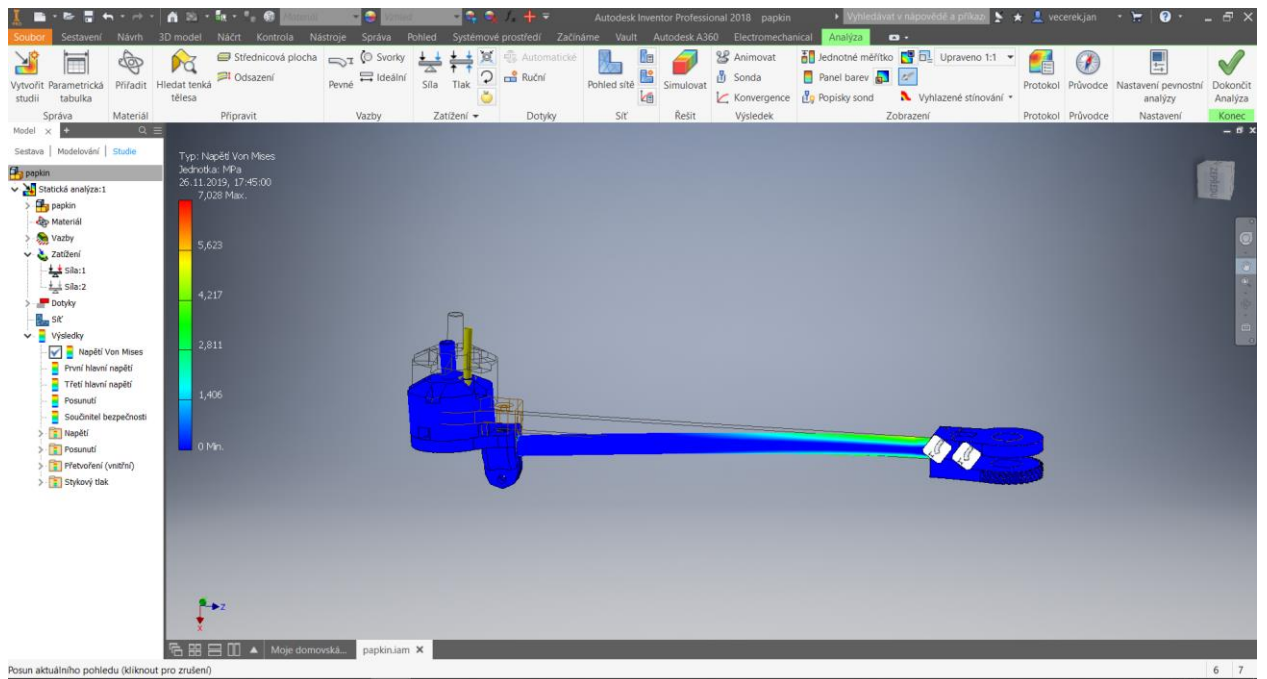 Autodesk Inventor Professional 2018 papkin
Vyhledávat v nápovědě a příkaz
vecerek.jan
Materiál
Vzhled
Soubor Sestavení Návrh 3D model Náčrt Kontrola Nástroje Správa Pohled Systémové prostředí Začínáme Vault Autodesk A360 Electromechanical Analýza
Vytvořit studii
Parametrická tabulka
Přiřadit
Hledat tenká tělesa
Střednicová plocha
Odsazení
Pevné
Svorky
Ideální
Síla
Tlak
Automatické
Ruční
Pohled sítě
Simulovat
Animovat
Sonda
Konvergence
Jednotné měřítko
Upraveno 1:1
Panel barev
Popisky sond
Vyhlazené stínování
Protokol
Průvodce
Nastavení pevnostní analýzy
Dokončit Analýza
Správa Materiál Připravit Vazby Zatížení Dotyky Síť Řešit Výsledek Zobrazení Protokol Průvodce Nastavení Konec
Model
Sestava Modelování Studie
papkin
Statická analýza:1
papkin
Materiál
Vazby
Zatížení
Síla:1
Síla:2
Dotyky
Síť
Výsledky
Napětí Von Mises
První hlavní napětí
Třetí hlavní napětí
Posunutí
Součinitel bezpečnosti
Napětí
Posunutí
Přetvoření (vnitřní)
Stykový tlak
Typ: Napětí Von Mises
Jednotka: MPa
26.11.2019, 17:45:00
7,028 Max.
5,623
4,217
2,811
1,406
0 Min.
Z
X
Moje domovská...
papkin.iam
Posun aktuálního pohledu (kliknout pro zrušení)
6 7